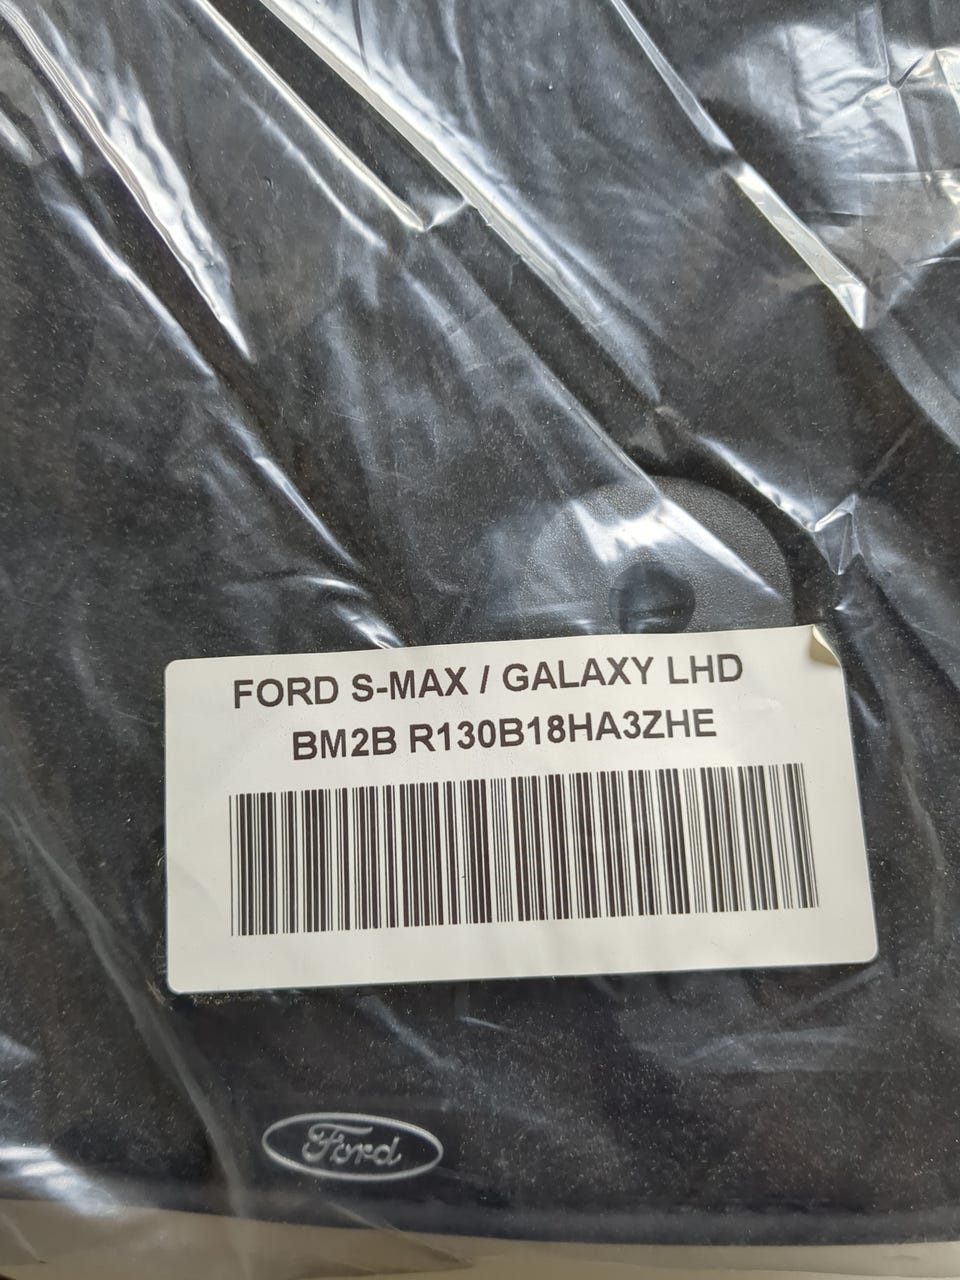 FORD S-MAX / GALAXY LHD
BM2B R130B18HA3ZHE
Ford